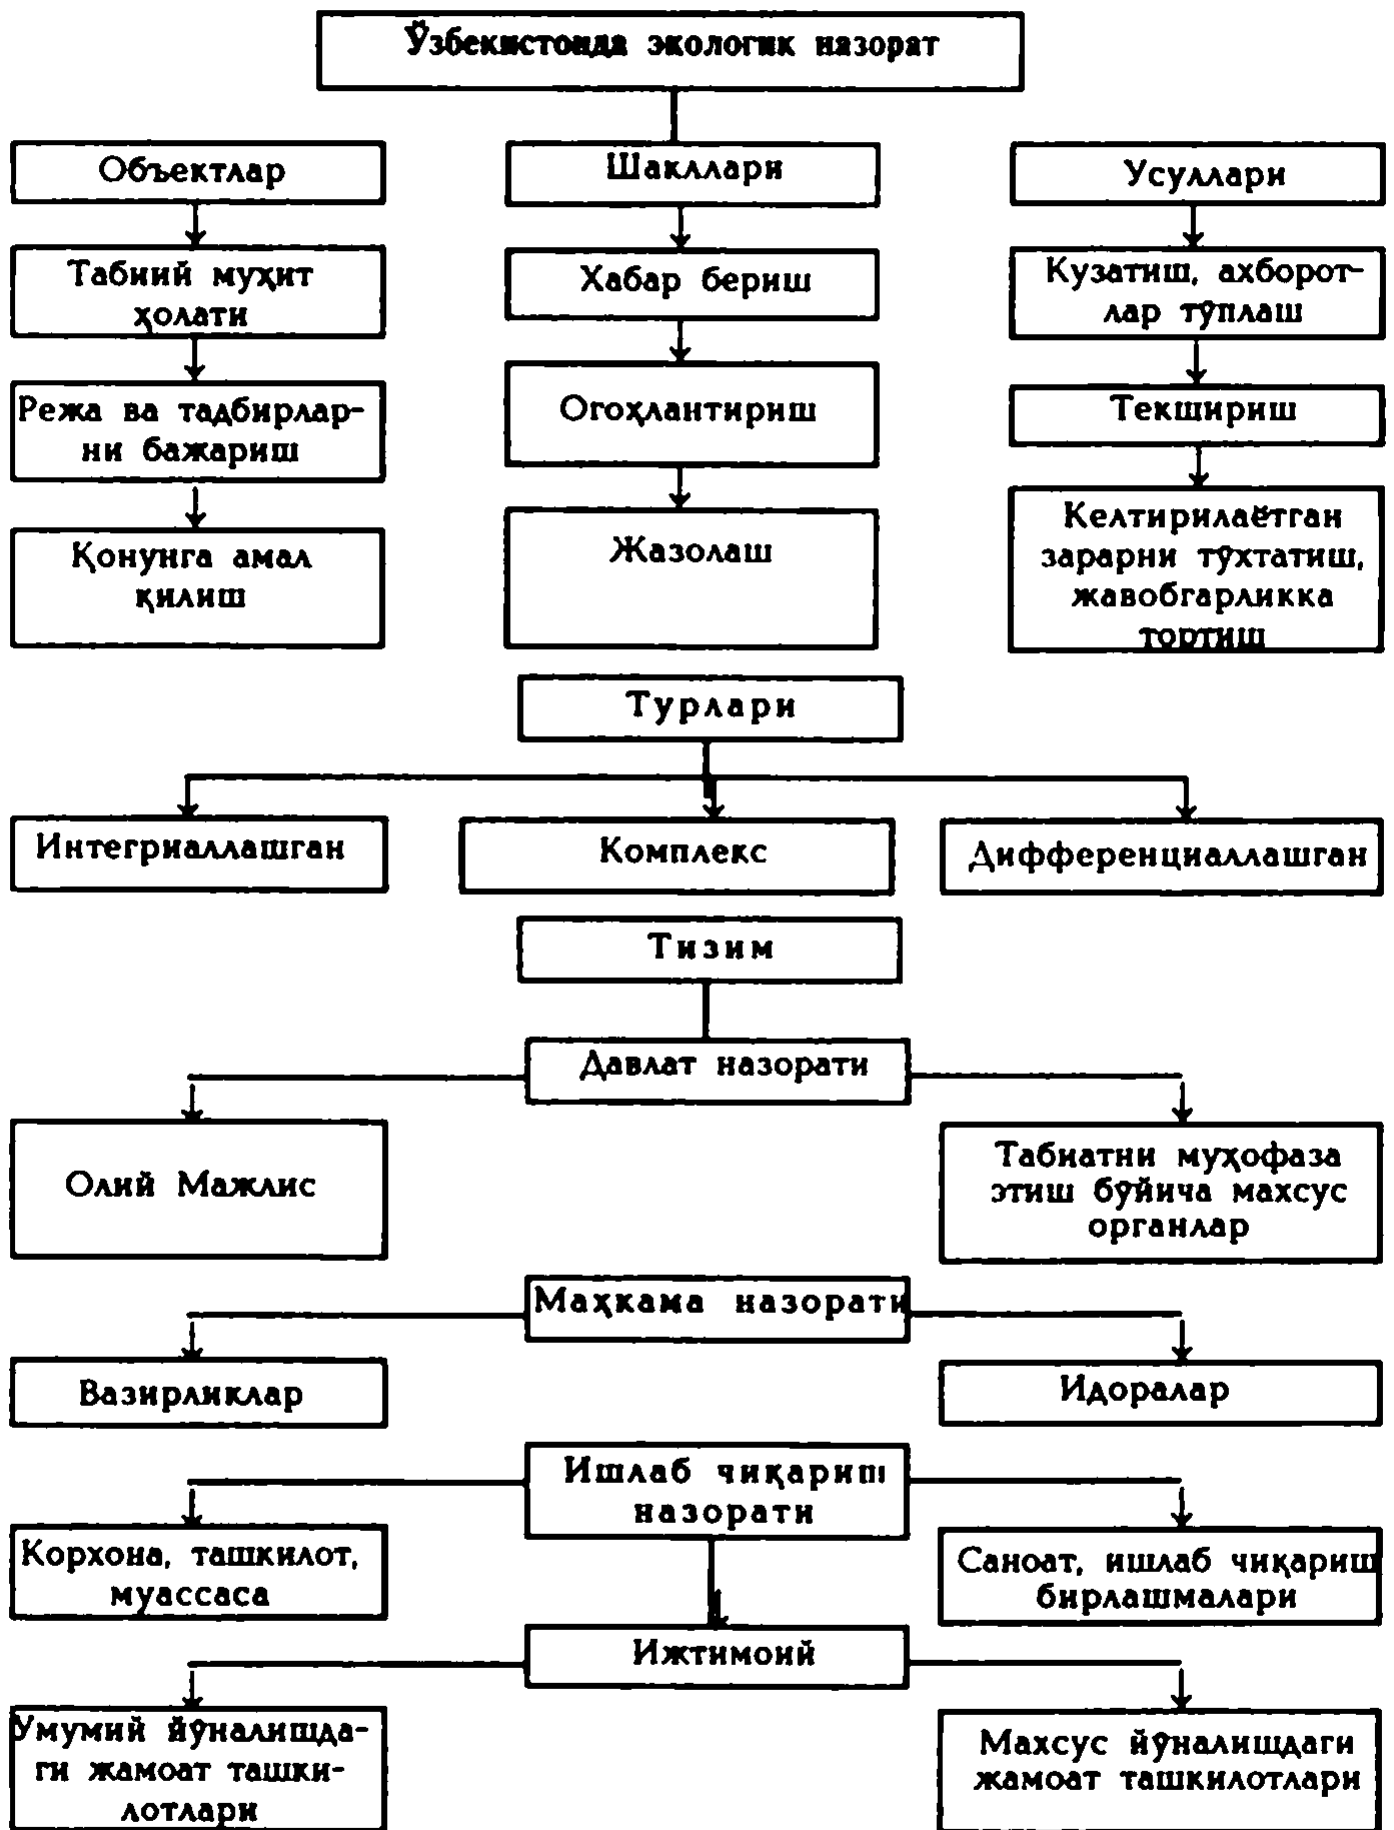 Ўзбекистонда экологик назорат
Объектлар
Шакллари
Усуллари
Табиий муҳит
ҳолати
Хабар бериш
Кузатиш, ахборот-
лар тўплаш
Режа ва тадбирлар-
ни бажариш
Огоҳлантириш
Текшириш
Қонунга амал
қилиш
Жазолаш
Келтирилаётган
зарарни тўхтатиш,
жавобгарликка
тортиш
Турлари
Интегриаллашган
Комплекс
Дифференциаллашган
Тизим
Давлат назорати
Олий Мажлис
Табиатни муҳофаза
этиш бўйича махсус
органлар
Маҳкама назорати
Вазирликлар
Идоралар
Ишлаб чиқариш
назорати
Корхона, ташкилот,
муассаса
Саноат, ишлаб чиқариш
бирлашмалари
Ижтимоий
Умумий йўналишда-
ги жамоат ташки-
лотлари
Махсус йўналишдаги
жамоат ташкилотлари